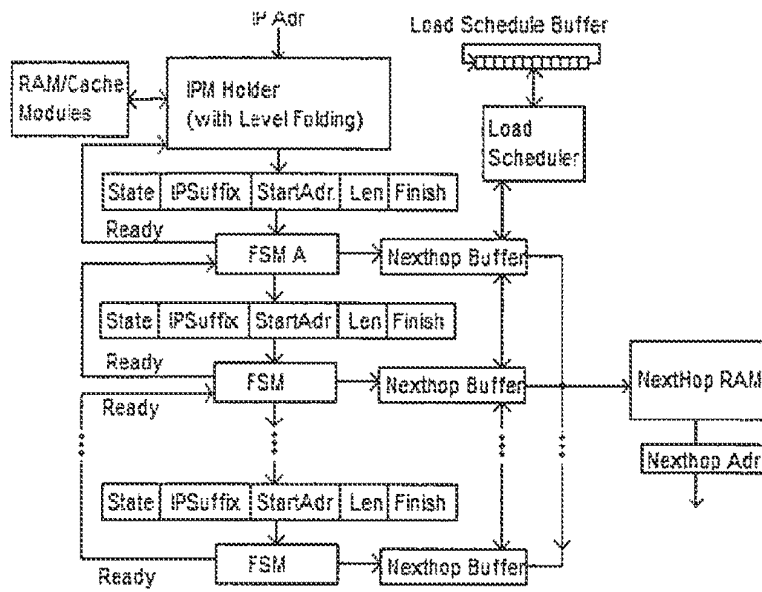 IP Adr
Load Schedule Buffer
RAM/Cache
Modules
IPM Holder
(with Level Folding)
Load
Scheduler
State IPSuffix StartAdr. Len Finish
Ready
FSM A
Nexthop Buffer
State IPSuffix StartAdr Len Finish
Ready
FSM
Nexthop Buffer
NextHop RAM
Ready
Nexthop Adr
State IPSuffix StartAdr Len Finish
FSM
Nexthop Buffer
Ready